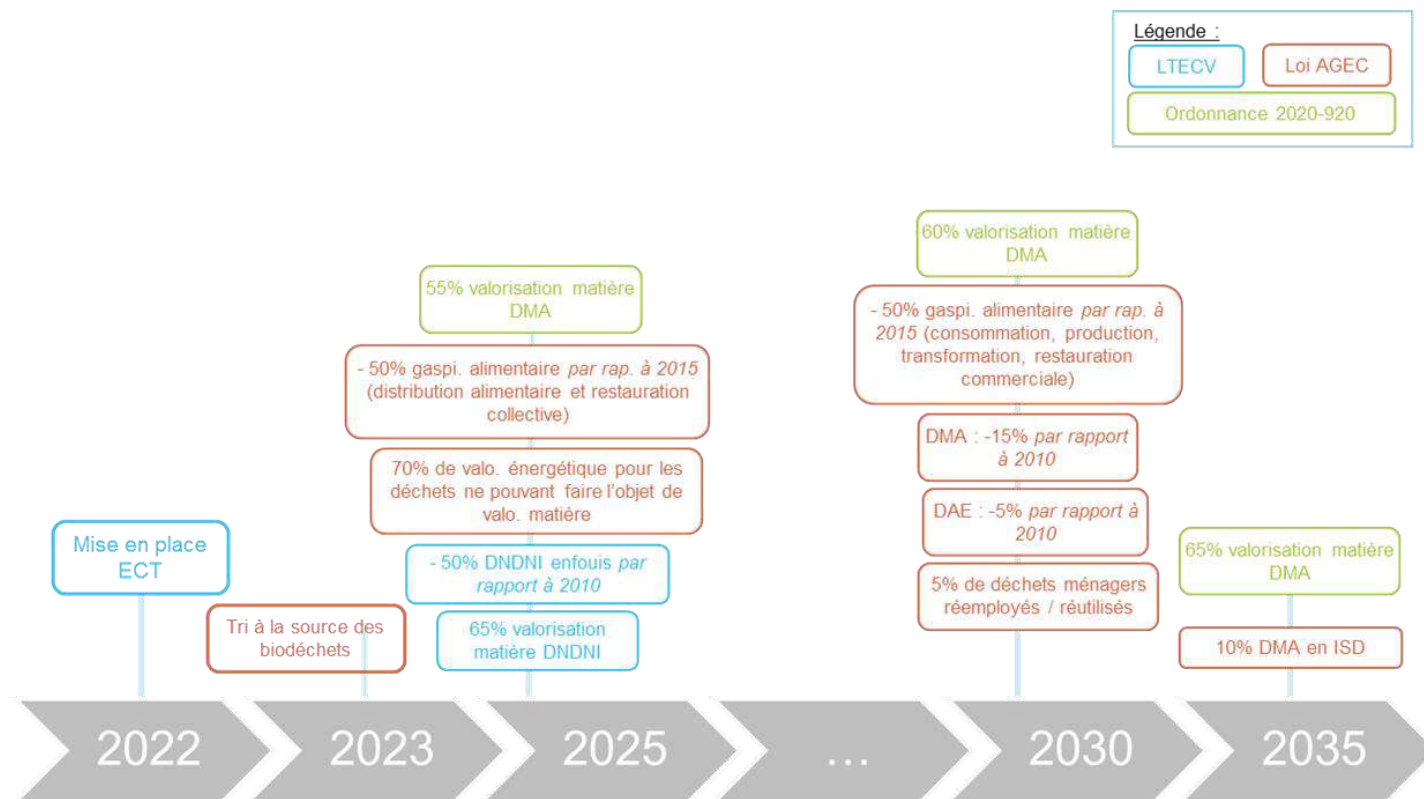 Légende :
LTECV
Loi AGEC
Ordonnance 2020-920
Mise en place
ECT
Tri à la source des
biodéchets
55% valorisation matière
DMA
- 50% gaspi. alimentaire par rap. à 2015
(distribution alimentaire et restauration
collective)
70% de valo. énergétique pour les
déchets ne pouvant faire l'objet de
valo. matière
- 50% DNDNI enfouis par
rapport à 2010
65% valorisation
matière DNDNI
60% valorisation matière
DMA
- 50% gaspi. alimentaire par rap. à
2015 (consommation, production,
transformation, restauration
commerciale)
DMA : -15% par rapport
à 2010
DAE : -5% par rapport à
2010
5% de déchets ménagers
réemployés / réutilisés
65% valorisation matière
DMA
10% DMA en ISD
2022
2023
2025
...
2030
2035